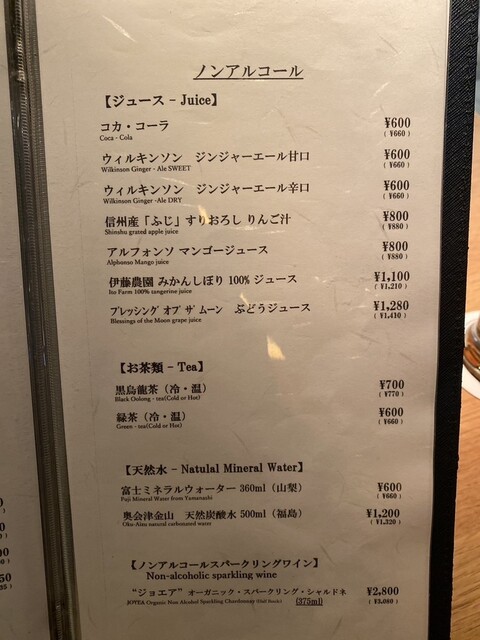 ノンアルコール
【ジュース - Juice】
コカ・コーラ ¥600
Coca - Cola ( ¥660 )
ウィルキンソン ジンジャーエール甘口 ¥600
Wilkinson Ginger - Ale SWEET ( ¥660 )
ウィルキンソン ジンジャーエール辛口 ¥600
Wilkinson Ginger -Ale DRY ( ¥660 )
信州産「ふじ」すりおろし りんご汁 ¥800
Shinshu grated apple juice ( ¥880 )
アルフォンソ マンゴージュース ¥800
Alphonso Mango juice ( ¥880 )
伊藤農園 みかんしぼり 100% ジュース ¥1,100
Ito Farm 100% tangerine juice ( ¥1,210 )
ブレッシング オブ ザ ムーン ぶどうジュース ¥1,280
Blessings of the Moon grape juice ( ¥1,410 )
【お茶類 - Tea】
黒烏龍茶（冷・温） ¥700
Black Oolong - tea(Cold or Hot) ( ¥770 )
緑茶（冷・温） ¥600
Green - tea(Cold or Hot) ( ¥660 )
【天然水 - Natulal Mineral Water】
富士ミネラルウォーター 360ml（山梨） ¥600
Fuji Mineral Water from Yamanashi ( ¥660 )
奥会津金山 天然炭酸水 500ml（福島） ¥1,200
Oku-Aizu natural carbonated water ( ¥1,320 )
【ノンアルコールスパークリングワイン】
Non-alcoholic sparkling wine
“ジョエア” オーガニック・スパークリング・シャルドネ ¥2,800
JOYEA Organic Non Alcohol Sparkling Chardonnay (Half Bottle) (375ml) ( ¥3,080 )